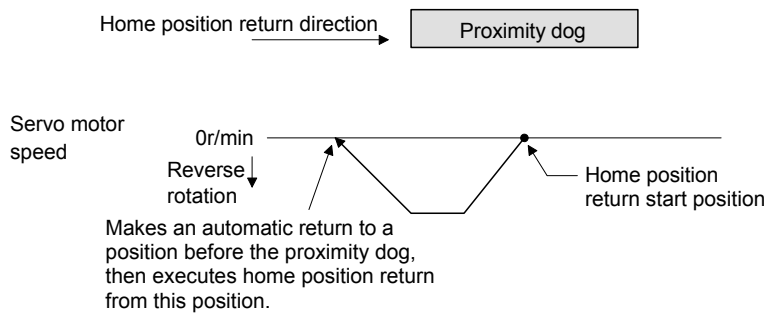 Home position return direction
Proximity dog
Servo motor
speed
0r/min
Reverse
rotation
Home position
return start position
Makes an automatic return to a
position before the proximity dog,
then executes home position return
from this position.